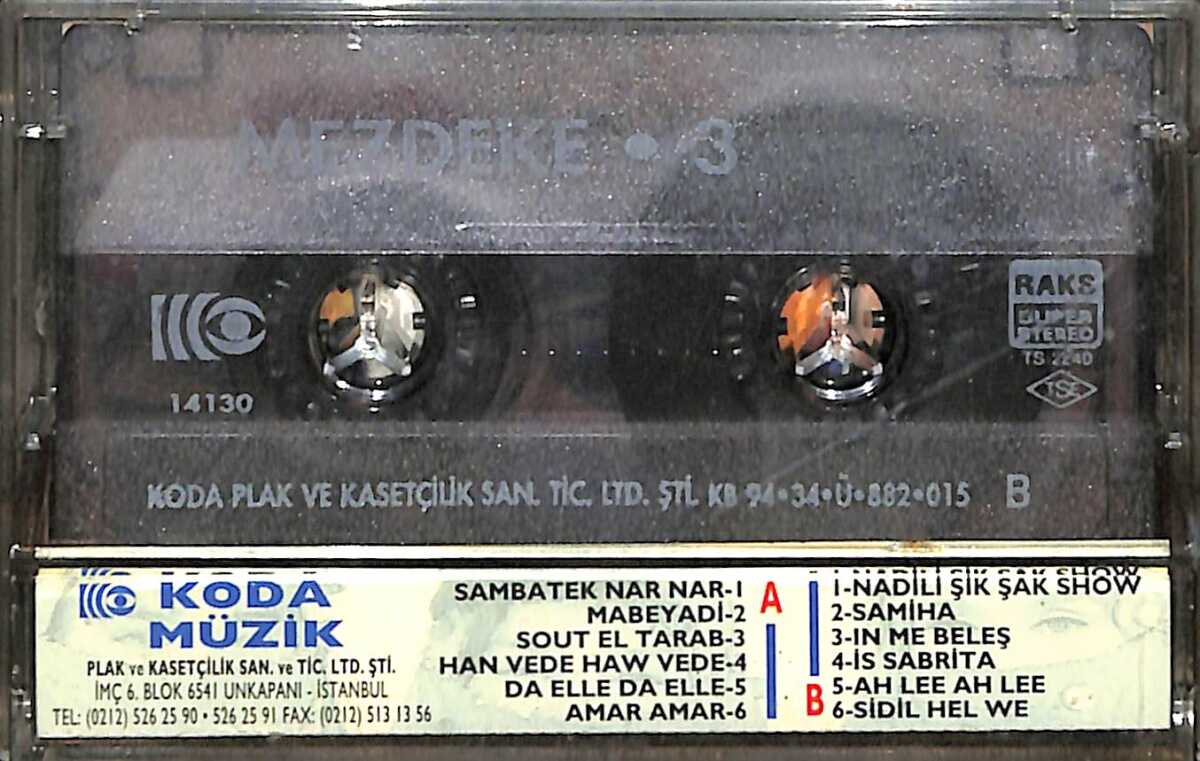 MEZDEKE • 3
RAKS
SUPER
STEREO
TS 2240
TSE
14130
KODA PLAK VE KASETÇİLİK SAN. TİC. LTD. ŞTİ. KB 94•34•Ü•882•015 B
KODA
MÜZİK
PLAK ve KASETÇİLİK SAN. ve TİC. LTD. ŞTİ.
İMÇ 6. BLOK 6541 UNKAPANI - İSTANBUL
TEL: (0212) 526 25 90 • 526 25 91 FAX: (0212) 513 13 56
A
SAMBATEK NAR NAR-1
MABEYADİ-2
SOUT EL TARAB-3
HAN VEDE HAW VEDE-4
DA ELLE DA ELLE-5
AMAR AMAR-6
B
1-NADİLİ ŞIK ŞAK SHOW
2-SAMİHA
3-IN ME BELEŞ
4-İS SABRİTA
5-AH LEE AH LEE
6-SİDİL HEL WE